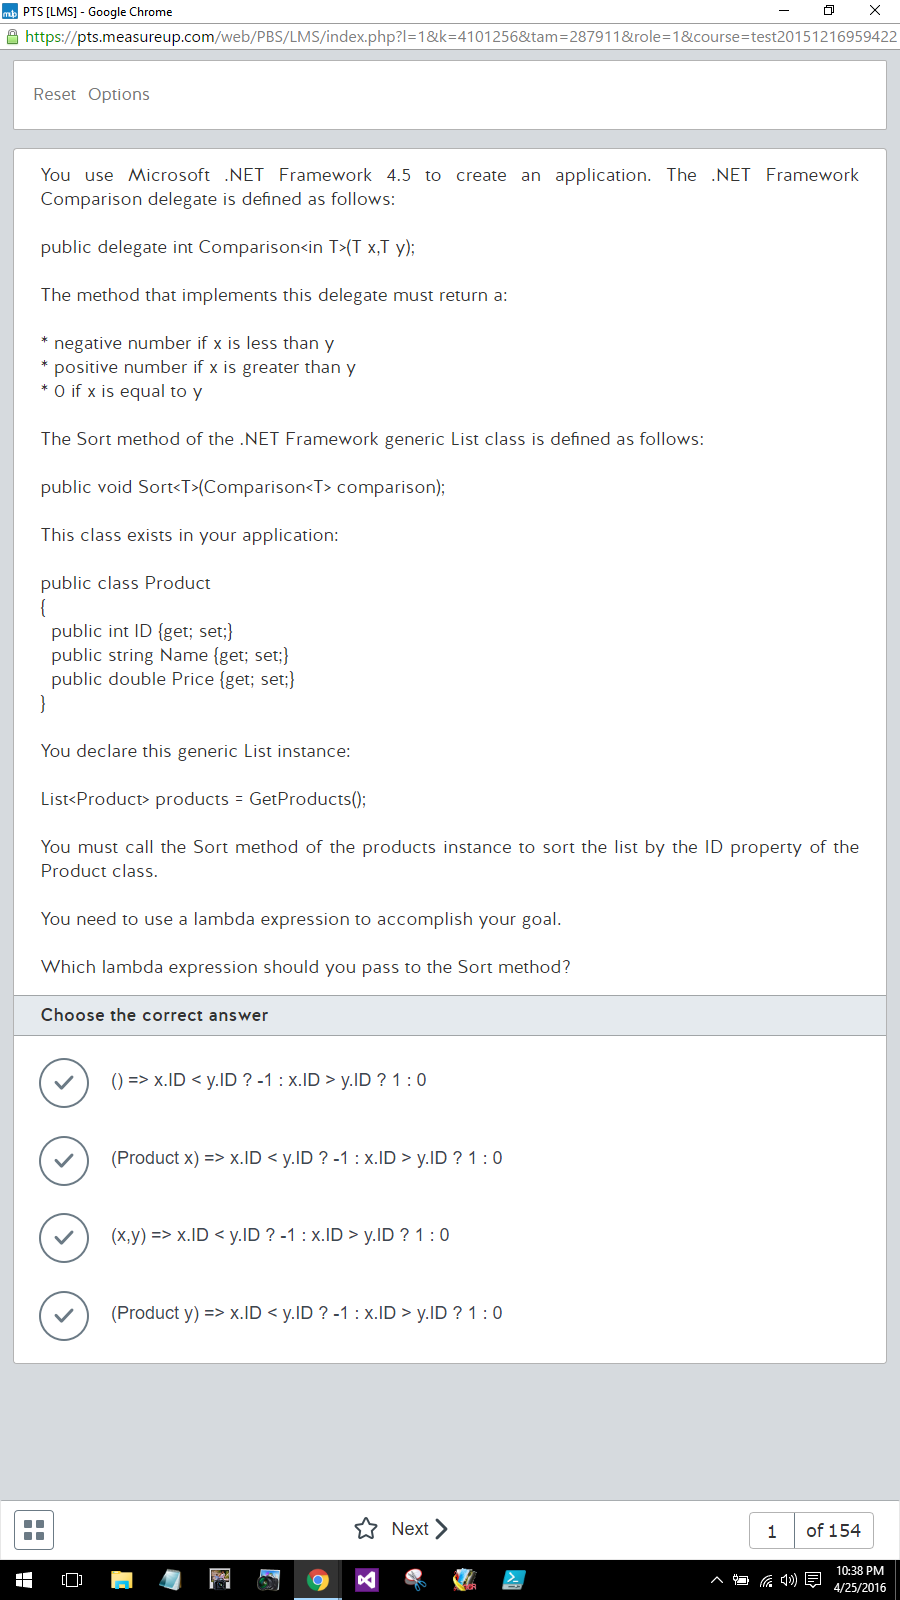 mup PTS [LMS] - Google Chrome
https://pts.measureup.com/web/PBS/LMS/index.php?l=1&k=4101256&tam=287911&role=1&course=test20151216959422
Reset Options
You use Microsoft .NET Framework 4.5 to create an application. The .NET Framework
Comparison delegate is defined as follows:
public delegate int Comparison<in T>(T x,T y);
The method that implements this delegate must return a:
* negative number if x is less than y
* positive number if x is greater than y
* 0 if x is equal to y
The Sort method of the .NET Framework generic List class is defined as follows:
public void Sort<T>(Comparison<T> comparison);
This class exists in your application:
public class Product
{
public int ID {get; set;}
public string Name {get; set;}
public double Price {get; set;}
}
You declare this generic List instance:
List<Product> products = GetProducts();
You must call the Sort method of the products instance to sort the list by the ID property of the
Product class.
You need to use a lambda expression to accomplish your goal.
Which lambda expression should you pass to the Sort method?
Choose the correct answer
() => x.ID < y.ID ? -1 : x.ID > y.ID ? 1 : 0
(Product x) => x.ID < y.ID ? -1 : x.ID > y.ID ? 1 : 0
(x,y) => x.ID < y.ID ? -1 : x.ID > y.ID ? 1 : 0
(Product y) => x.ID < y.ID ? -1 : x.ID > y.ID ? 1 : 0
Next
1 of 154
10:38 PM
4/25/2016